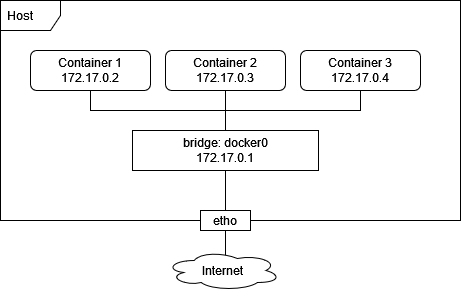 Host
Container 1
172.17.0.2
Container 2
172.17.0.3
Container 3
172.17.0.4
bridge: docker0
172.17.0.1
etho
Internet